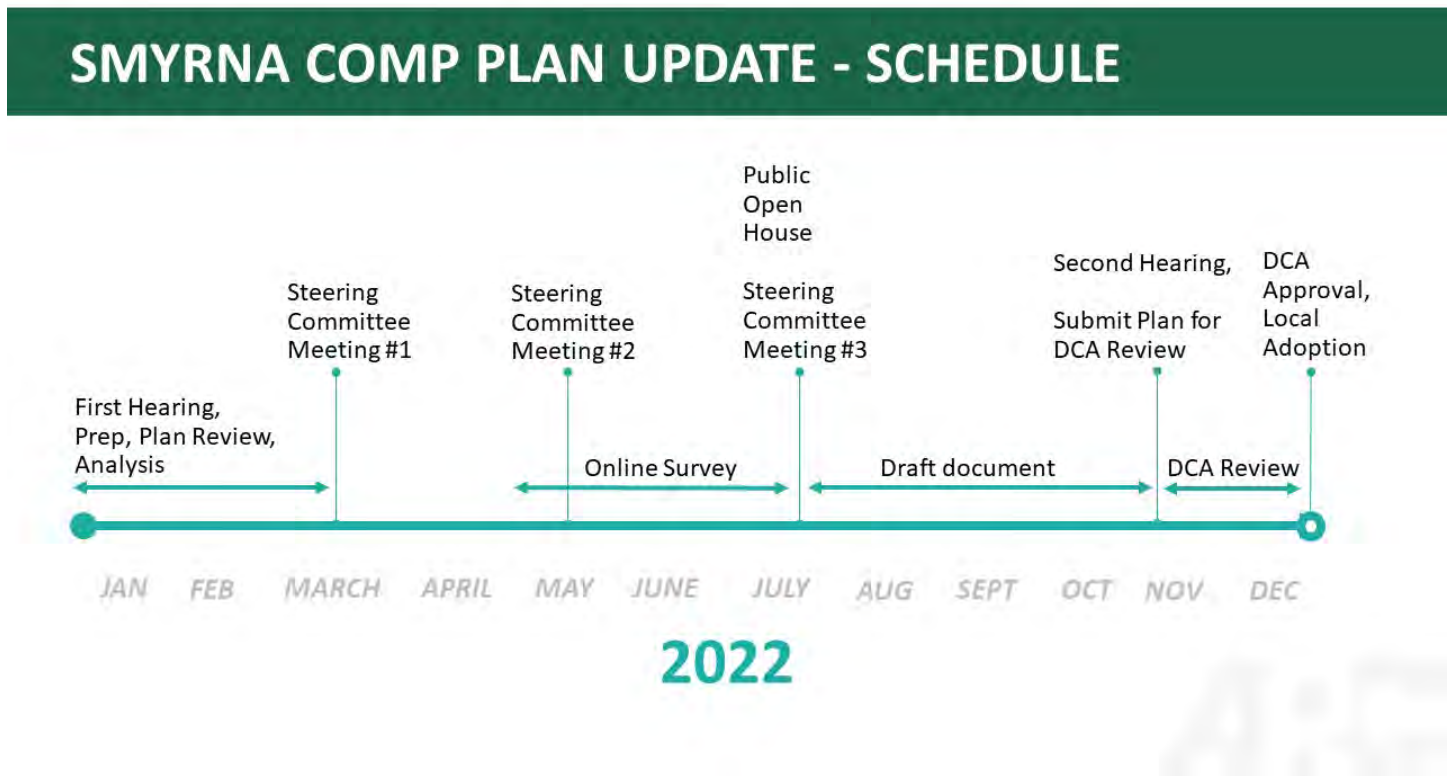 SMYRNA COMP PLAN UPDATE - SCHEDULE
First Hearing,
Prep, Plan Review,
Analysis
Steering
Committee
Meeting #1
Steering
Committee
Meeting #2
Online Survey
Public
Open
House
Steering
Committee
Meeting #3
Draft document
Second Hearing,
Submit Plan for
DCA Review
DCA Review
DCA
Approval,
Local
Adoption
JAN FEB MARCH APRIL MAY JUNE JULY AUG SEPT OCT NOV DEC
2022